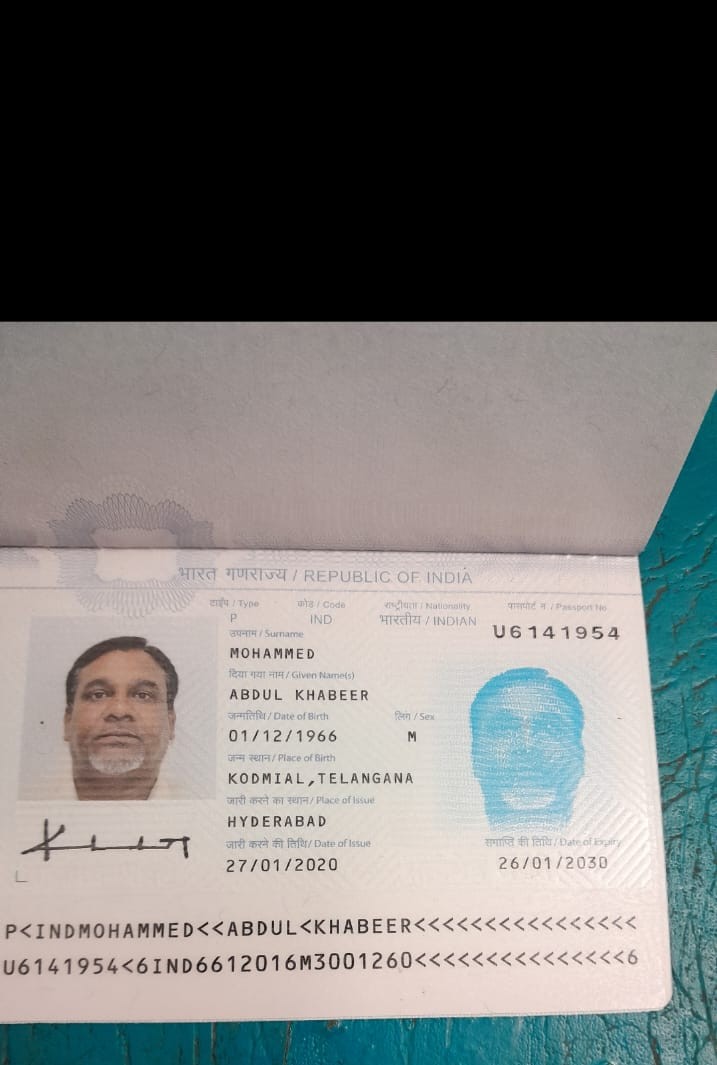 भारत गणराज्य / REPUBLIC OF INDIA
टाईप / Type कोड / Code राष्ट्रीयता / Nationality पासपोर्ट न. / Passport No.
P IND भारतीय / INDIAN U6141954
उपनाम / Surname
MOHAMMED
दिया गया नाम / Given Name(s)
ABDUL KHABEER
जन्मतिथि / Date of Birth लिंग / Sex
01/12/1966 M
जन्म स्थान / Place of Birth
KODMIAL,TELANGANA
जारी करने का स्थान / Place of Issue
HYDERABAD
जारी करने की तिथि / Date of Issue समाप्ति की तिथि / Date of Expiry
27/01/2020 26/01/2030
P<INDMOHAMMED<<ABDUL<KHABEER<<<<<<<<<<<<<<<<
U6141954<6IND6612016M3001260<<<<<<<<<<<<<<<6